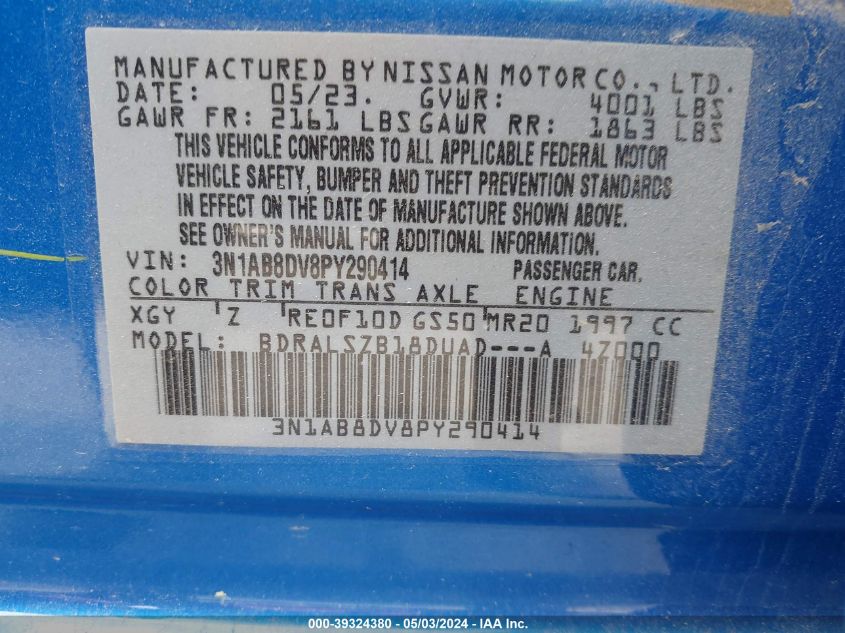 MANUFACTURED BY NISSAN MOTOR CO., LTD.
DATE: 05/23. GVWR: 4001 LBS
GAWR FR: 2161 LBS GAWR RR: 1863 LBS
THIS VEHICLE CONFORMS TO ALL APPLICABLE FEDERAL MOTOR
VEHICLE SAFETY, BUMPER AND THEFT PREVENTION STANDARDS
IN EFFECT ON THE DATE OF MANUFACTURE SHOWN ABOVE.
SEE OWNER'S MANUAL FOR ADDITIONAL INFORMATION.
VIN: 3N1AB8DV8PY290414 PASSENGER CAR.
COLOR TRIM TRANS AXLE ENGINE
XGY Z RE0F10D GS50 MR20 1997 CC
MODEL: BDRALSZB18DUAD---A 4Z000
3N1AB8DV8PY290414
000-39324380 - 05/03/2024 - IAA Inc.